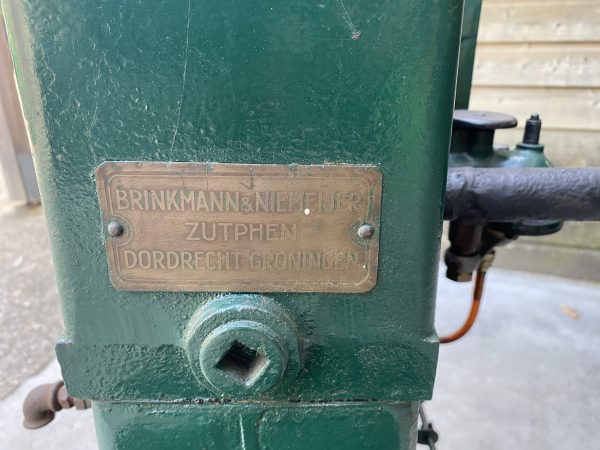 BRINKMANN & NIEMEIJER
ZUTPHEN
DORDRECHT-GRONINGEN